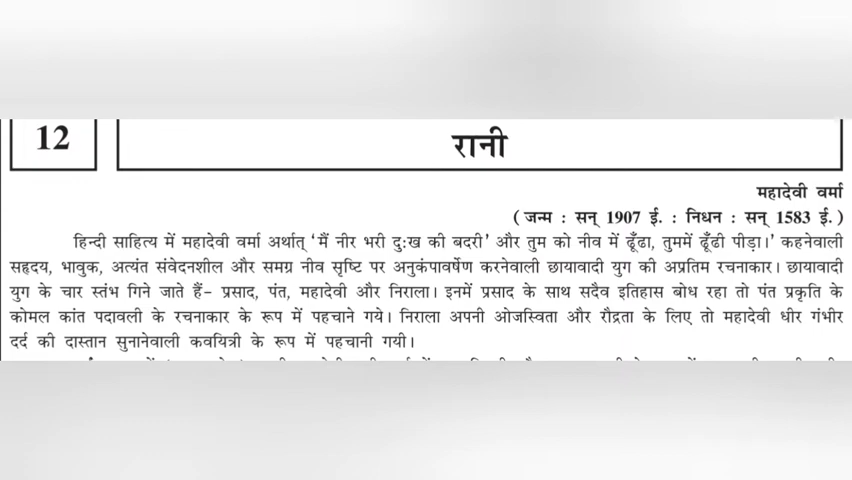 12
रानी
महादेवी वर्मा
( जन्म : सन् 1907 ई. : निधन : सन् 1583 ई. )
हिन्दी साहित्य में महादेवी वर्मा अर्थात् ‘मैं नीर भरी दुःख की बदरी’ और तुम को नीव में ढूँढा, तुममें ढूँढी पीड़ा।’ कहनेवाली
सहृदय, भावुक, अत्यंत संवेदनशील और समग्र नीव सृष्टि पर अनुकंपावर्षेण करनेवाली छायावादी युग की अप्रतिम रचनाकार। छायावादी
युग के चार स्तंभ गिने जाते हैं– प्रसाद, पंत, महादेवी और निराला। इनमें प्रसाद के साथ सदैव इतिहास बोध रहा तो पंत प्रकृति के
कोमल कांत पदावली के रचनाकार के रूप में पहचाने गये। निराला अपनी ओजस्विता और रौद्रता के लिए तो महादेवी धीर गंभीर
दर्द की दास्तान सुनानेवाली कवयित्री के रूप में पहचानी गयी।